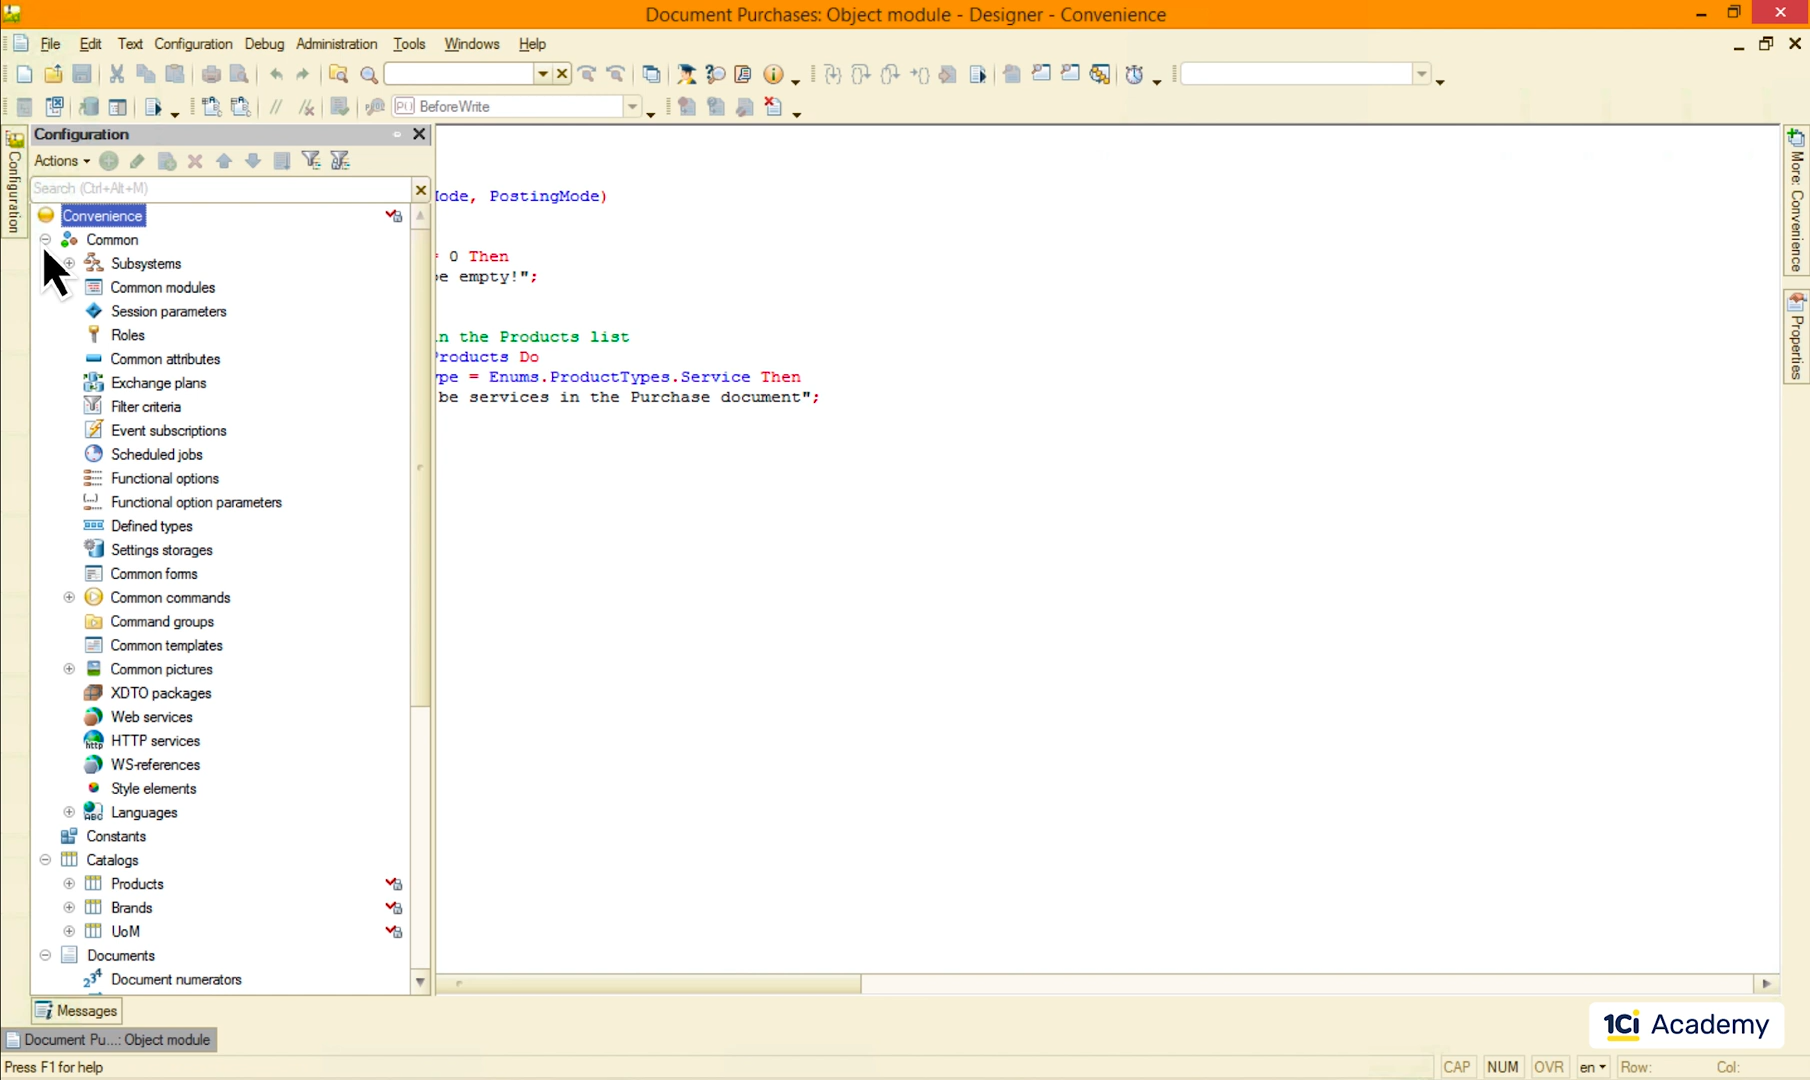 Document Purchases: Object module - Designer - Convenience
File Edit Text Configuration Debug Administration Tools Windows Help
BeforeWrite
Configuration
Configuration
Actions
Search (Ctrl+Alt+M)
Convenience
Common
Subsystems
Common modules
Session parameters
Roles
Common attributes
Exchange plans
Filter criteria
Event subscriptions
Scheduled jobs
Functional options
Functional option parameters
Defined types
Settings storages
Common forms
Common commands
Command groups
Common templates
Common pictures
XDTO packages
Web services
HTTP services
WS-references
Style elements
Languages
Constants
Catalogs
Products
Brands
UoM
Documents
Document numerators
ode, PostingMode)
= 0 Then
e empty!";
n the Products list
roducts Do
pe = Enums.ProductTypes.Service Then
be services in the Purchase document";
More: Convenience
Properties
Messages
Document Pu...: Object module
1Ci Academy
Press F1 for help
CAP NUM OVR en Row: Col: